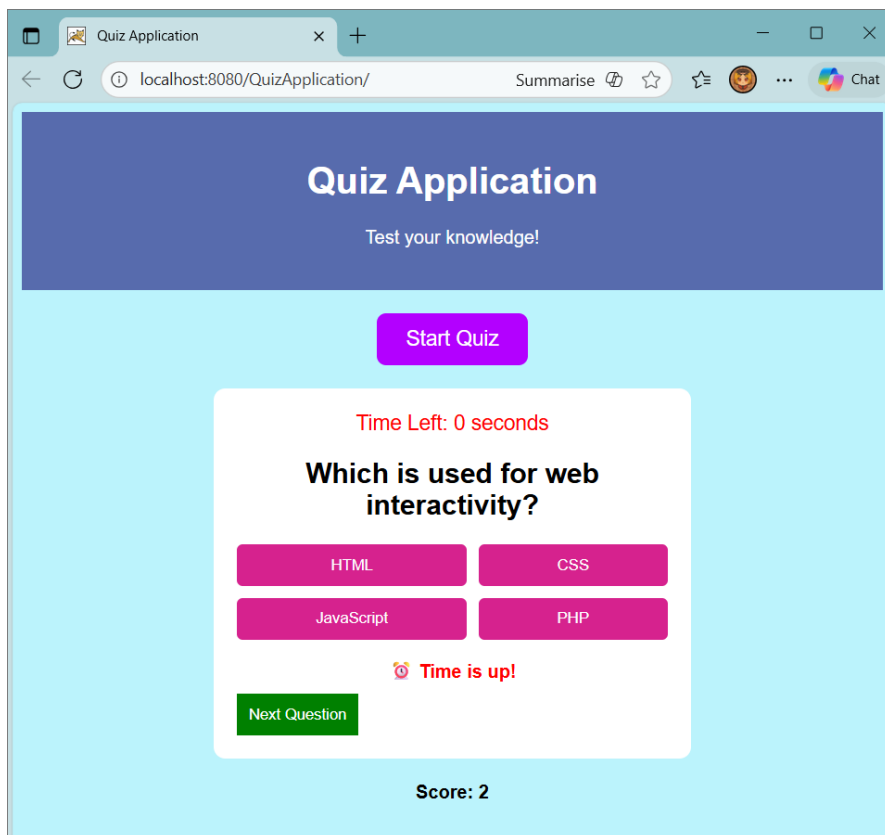 Quiz Application
localhost:8080/QuizApplication/
Summarise
Chat
Quiz Application
Test your knowledge!
Start Quiz
Time Left: 0 seconds
Which is used for web
interactivity?
HTML
CSS
JavaScript
PHP
⏰ Time is up!
Next Question
Score: 2